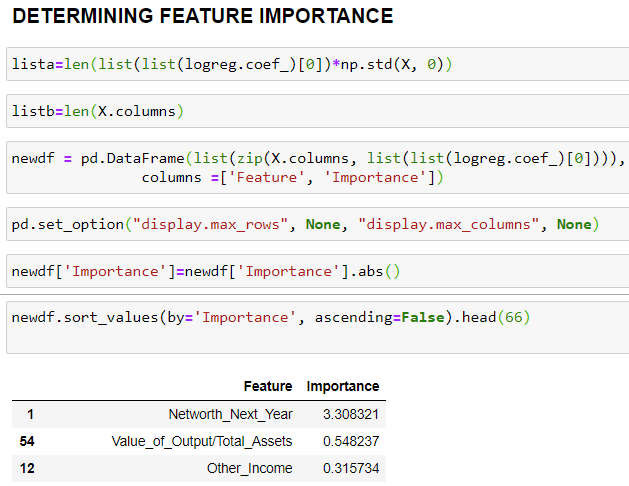 DETERMINING FEATURE IMPORTANCE
lista=len(list(list(logreg.coef_)[0])*np.std(X, 0))
listb=len(X.columns)
newdf = pd.DataFrame(list(zip(X.columns, list(list(logreg.coef_)[0]))),
columns =['Feature', 'Importance'])
pd.set_option("display.max_rows", None, "display.max_columns", None)
newdf['Importance']=newdf['Importance'].abs()
newdf.sort_values(by='Importance', ascending=False).head(66)
Feature Importance
1 Networth_Next_Year 3.308321
54 Value_of_Output/Total_Assets 0.548237
12 Other_Income 0.315734